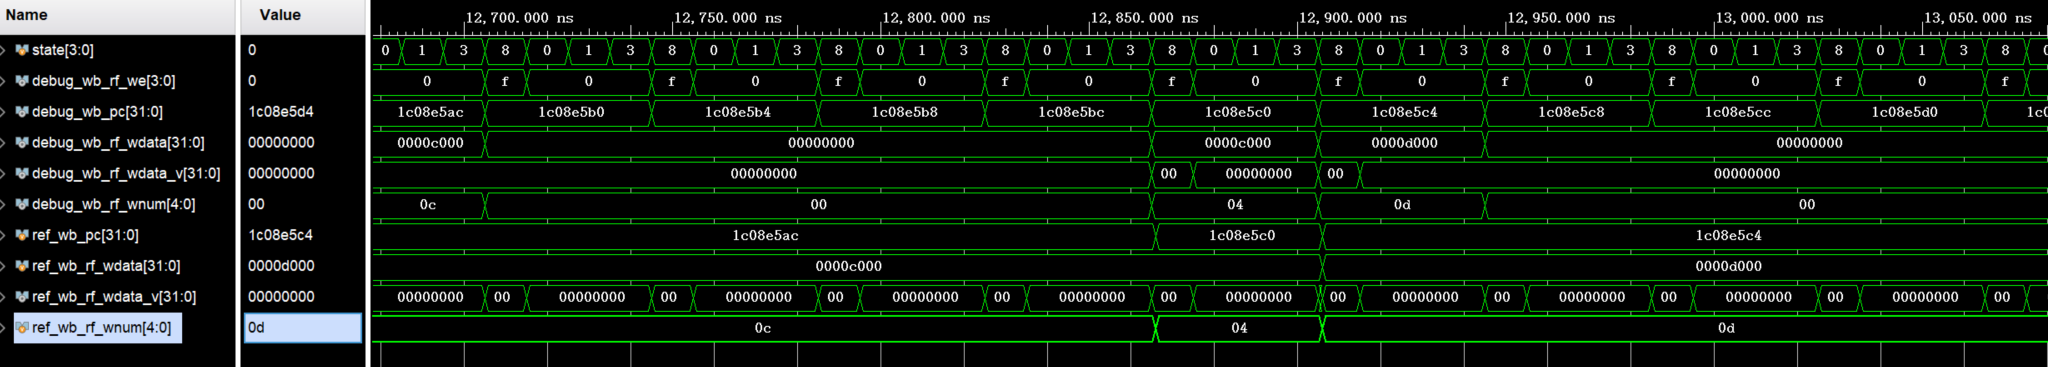 Name Value 12,700.000 ns 12,750.000 ns 12,800.000 ns 12,850.000 ns 12,900.000 ns 12,950.000 ns 13,000.000 ns 13,050.000 ns
state[3:0] 0 0 1 3 8 0 1 3 8 0 1 3 8 0 1 3 8 0 1 3 8 0 1 3 8 0 1 3 8 0 1 3 8 0 1 3 8 0 1 3 8 0
debug_wb_rf_we[3:0] 0 0 f 0 f 0 f 0 f 0 f 0 f 0 f 0 f 0 f 0 f
debug_wb_pc[31:0] 1c08e5d4 1c08e5ac 1c08e5b0 1c08e5b4 1c08e5b8 1c08e5bc 1c08e5c0 1c08e5c4 1c08e5c8 1c08e5cc 1c08e5d0 1c0
debug_wb_rf_wdata[31:0] 00000000 0000c000 00000000 0000c000 0000d000 00000000
debug_wb_rf_wdata_v[31:0] 00000000 00000000 00 00000000 00 00000000
debug_wb_rf_wnum[4:0] 00 0c 00 04 0d 00
ref_wb_pc[31:0] 1c08e5c4 1c08e5ac 1c08e5c0 1c08e5c4
ref_wb_rf_wdata[31:0] 0000d000 0000c000 0000d000
ref_wb_rf_wdata_v[31:0] 00000000 00000000 00 00000000 00 00000000 00 00000000 00 00000000 00 00000000 00 00000000 00 00000000 00 00000000 00 00000000 00
ref_wb_rf_wnum[4:0] 0d 0c 04 0d